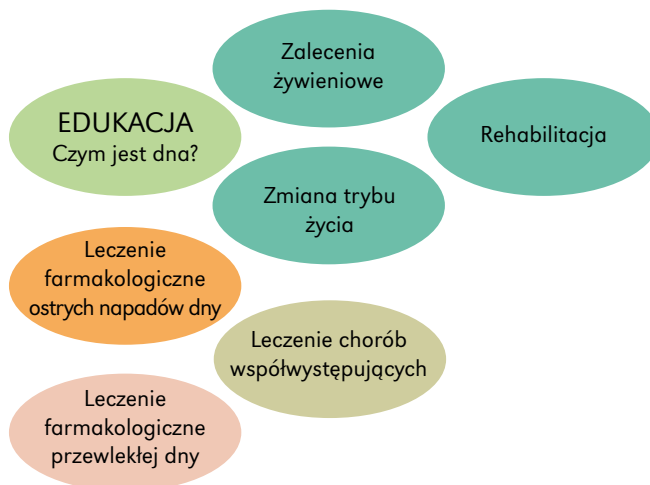 Zalecenia
żywieniowe
EDUKACJA
Czym jest dna?
Rehabilitacja
Zmiana trybu
życia
Leczenie
farmakologiczne
ostrych napadów dny
Leczenie chorób
współwystępujących
Leczenie
farmakologiczne
przewlekłej dny